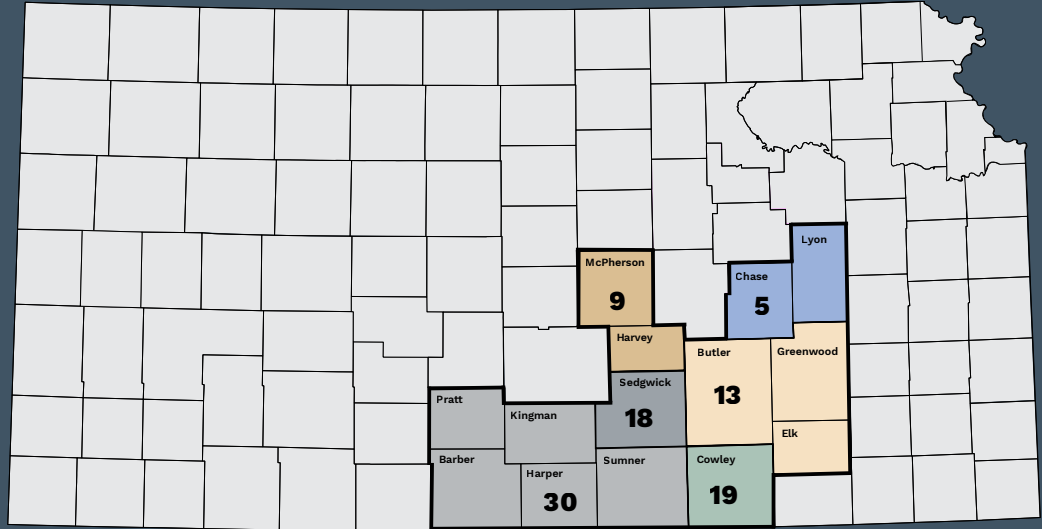 Lyon
McPherson
9
Chase
5
Harvey
Butler
13
Greenwood
Sedgwick
18
Pratt
Kingman
Elk
Barber
Harper
30
Sumner
Cowley
19